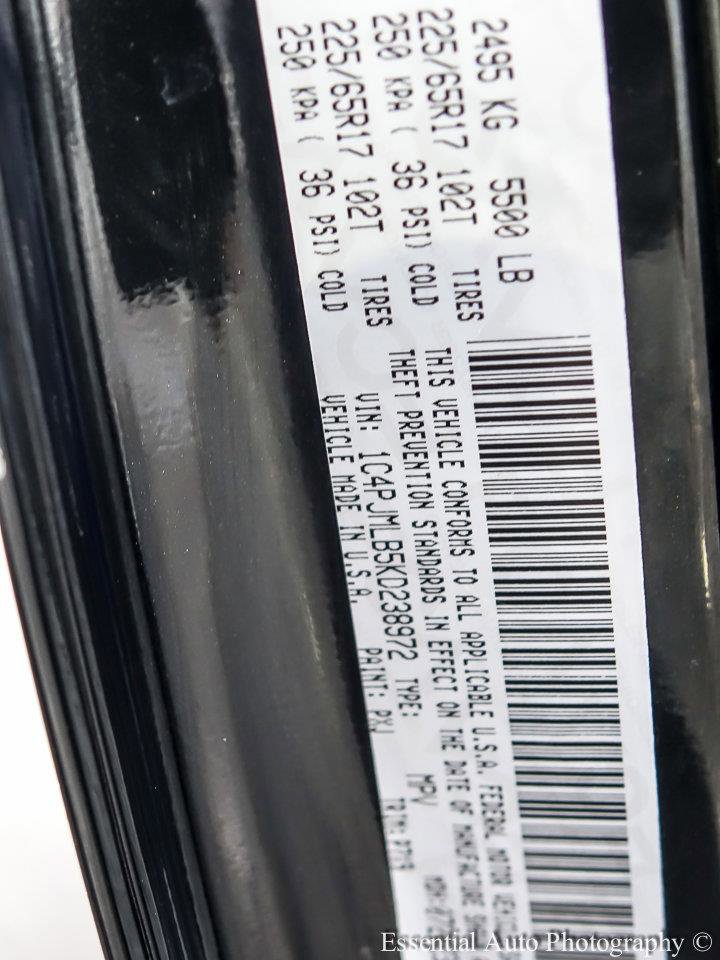 2495 KG 5500 LB
225/65R17 102T TIRES
250 KPA ( 36 PSI) COLD
225/65R17 102T TIRES
250 KPA ( 36 PSI) COLD
THIS VEHICLE CONFORMS TO ALL APPLICABLE U.S.A. FEDERAL MOTOR
THEFT PREVENTION STANDARDS IN EFFECT ON THE DATE OF MANUFACTURE
VIN: 1C4PJMLB5KD238972 TYPE: MPV
VEHICLE MADE IN U.S.A. PAINT: PXJ
Essential Auto Photography ©